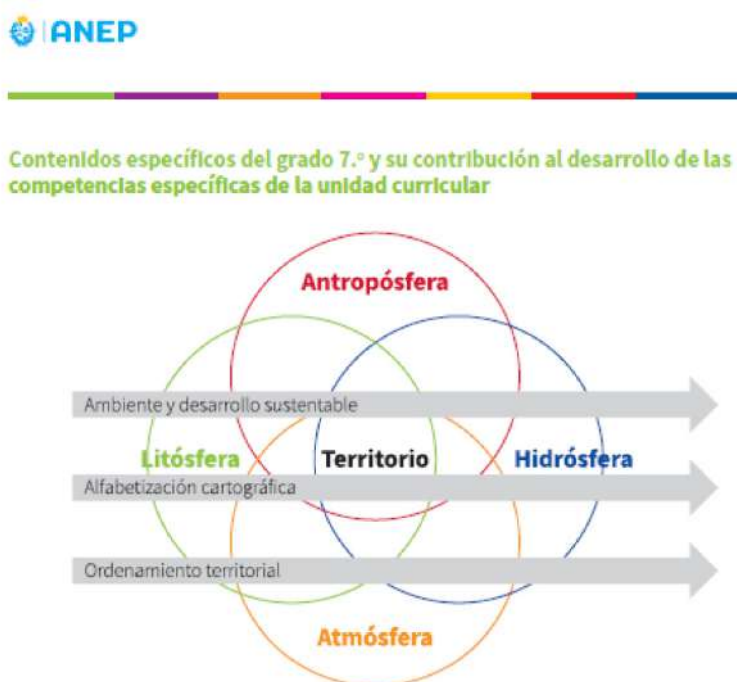 ANEP
Contenidos específicos del grado 7.º y su contribución al desarrollo de las
competencias específicas de la unidad curricular
Antropósfera
Ambiente y desarrollo sustentable
Litósfera
Territorio
Hidrósfera
Alfabetización cartográfica
Ordenamiento territorial
Atmósfera